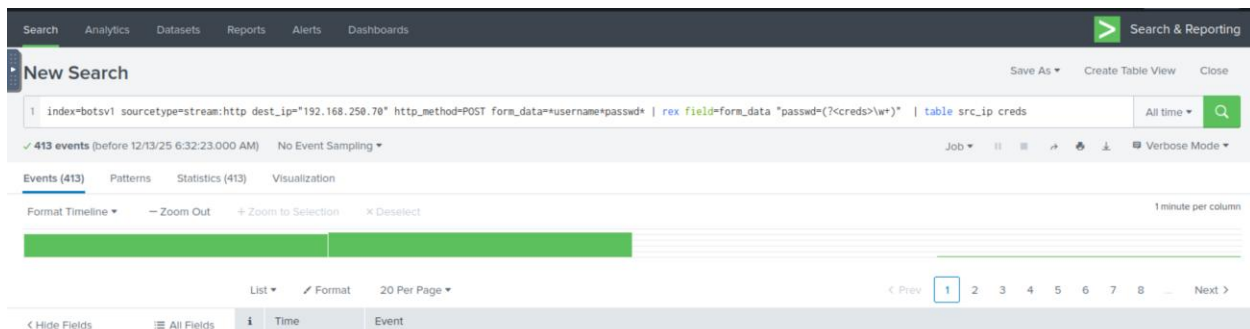 Search Analytics Datasets Reports Alerts Dashboards Search & Reporting
New Search Save As Create Table View Close
1 index=botsv1 sourcetype=stream:http dest_ip="192.168.250.70" http_method=POST form_data=*username*passwd* | rex field=form_data "passwd=(?<creds>\w+)" | table src_ip creds All time
✓ 413 events (before 12/13/25 6:32:23.000 AM) No Event Sampling Job Verbose Mode
Events (413) Patterns Statistics (413) Visualization
Format Timeline — Zoom Out + Zoom to Selection × Deselect 1 minute per column
List Format 20 Per Page < Prev 1 2 3 4 5 6 7 8 ... Next >
< Hide Fields All Fields i Time Event